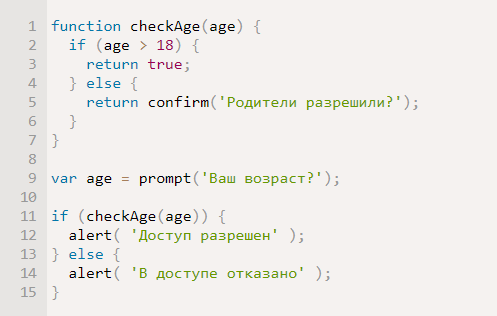 1 function checkAge(age) {
2   if (age > 18) {
3     return true;
4   } else {
5     return confirm('Родители разрешили?');
6   }
7 }
8
9 var age = prompt('Ваш возраст?');
10
11 if (checkAge(age)) {
12   alert( 'Доступ разрешен' );
13 } else {
14   alert( 'В доступе отказано' );
15 }